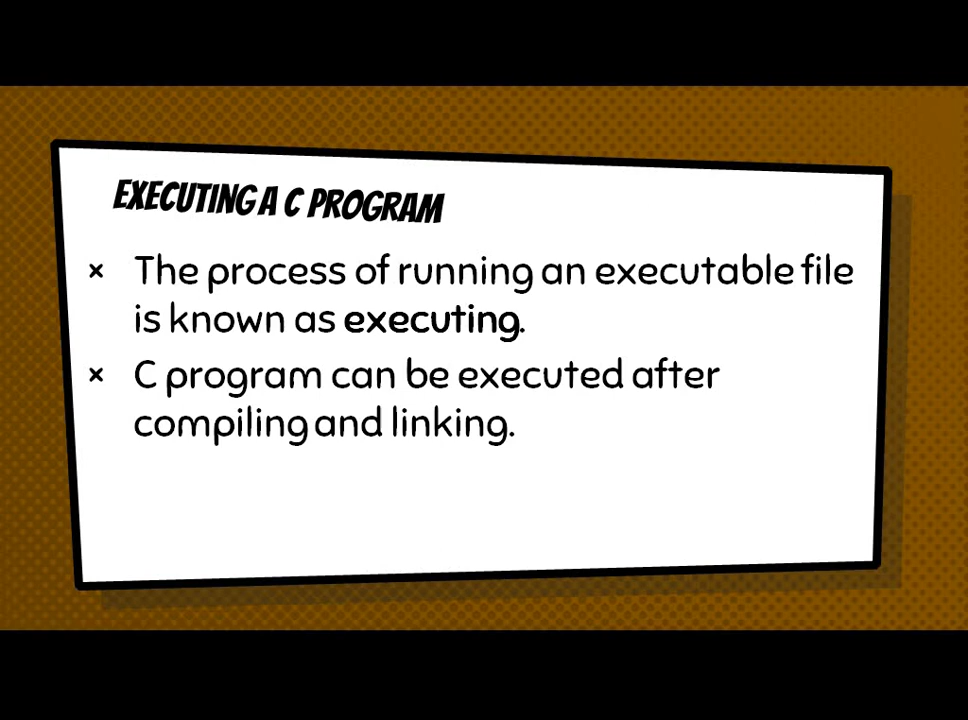 EXECUTING A C PROGRAM
× The process of running an executable file
is known as executing.
× C program can be executed after
compiling and linking.